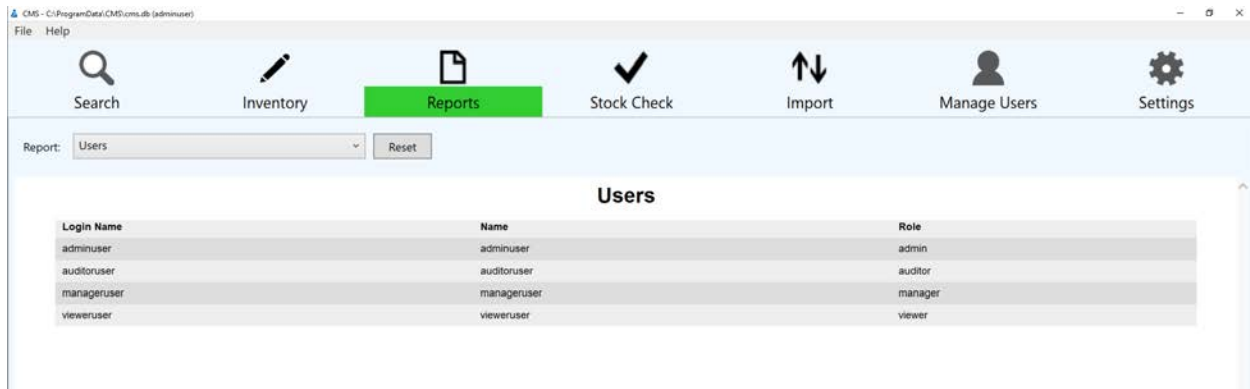 CMS - C:\ProgramData\CMS\cms.db (adminuser)
File Help
Search Inventory Reports Stock Check Import Manage Users Settings
Report: Users Reset
Users
Login Name Name Role
adminuser adminuser admin
auditoruser auditoruser auditor
manageruser manageruser manager
vieweruser vieweruser viewer